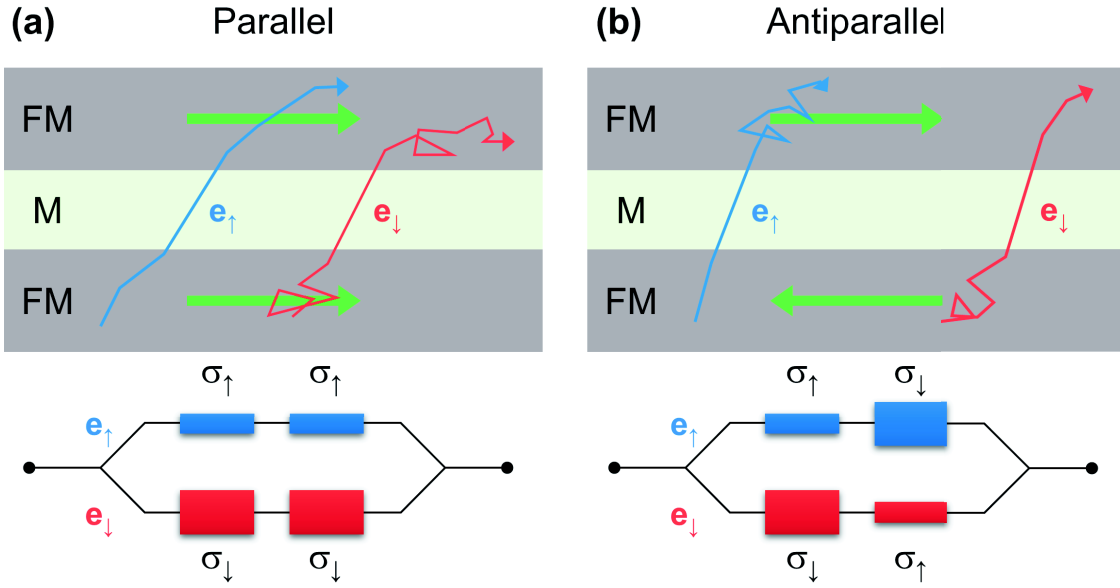 (a) Parallel
FM
M
e↑
e↓
FM
σ↑ σ↑
e↑
e↓
σ↓ σ↓
(b) Antiparallel
FM
M
e↑
e↓
FM
σ↑ σ↓
e↑
e↓
σ↓ σ↑